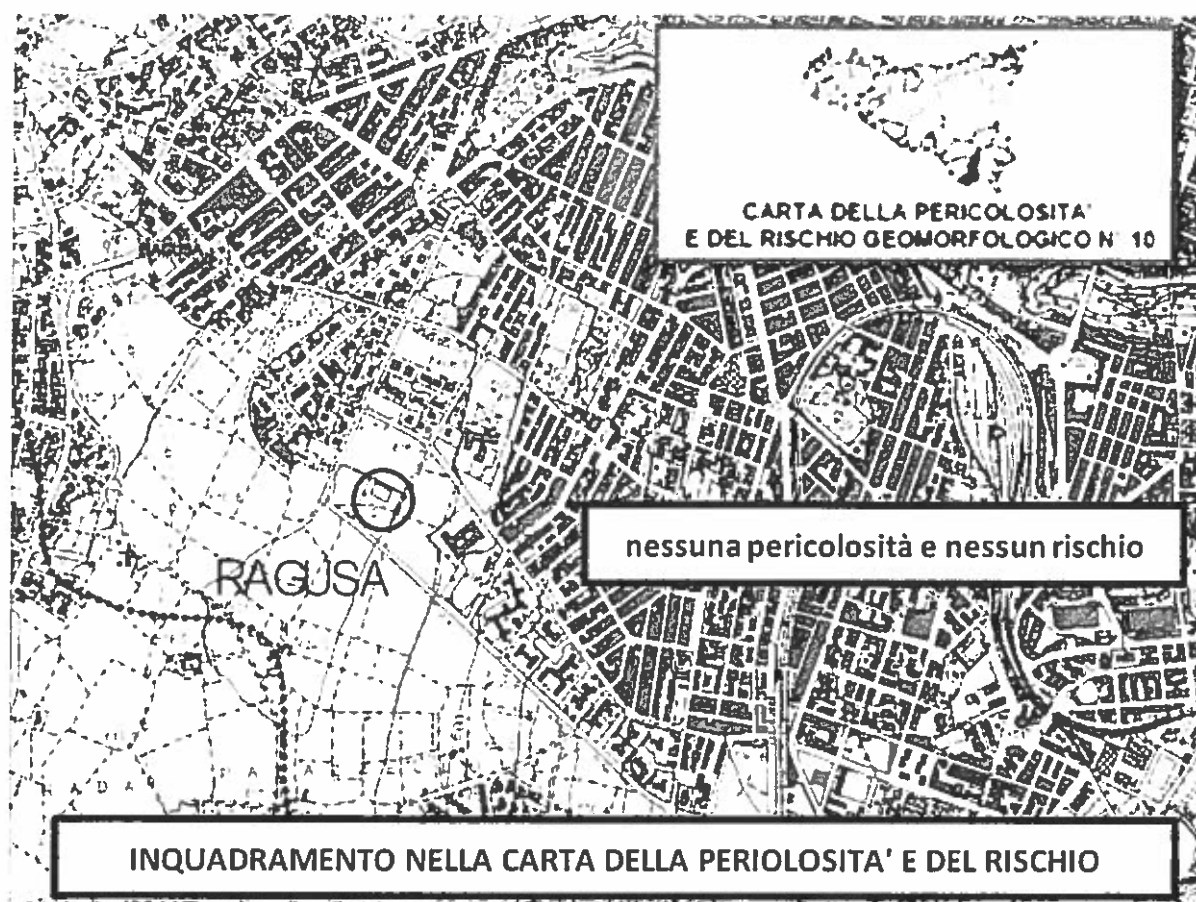 CARTA DELLA PERICOLOSITA'
E DEL RISCHIO GEOMORFOLOGICO N° 10
nessuna pericolosità e nessun rischio
RAGUSA
INQUADRAMENTO NELLA CARTA DELLA PERIOLOSITA' E DEL RISCHIO